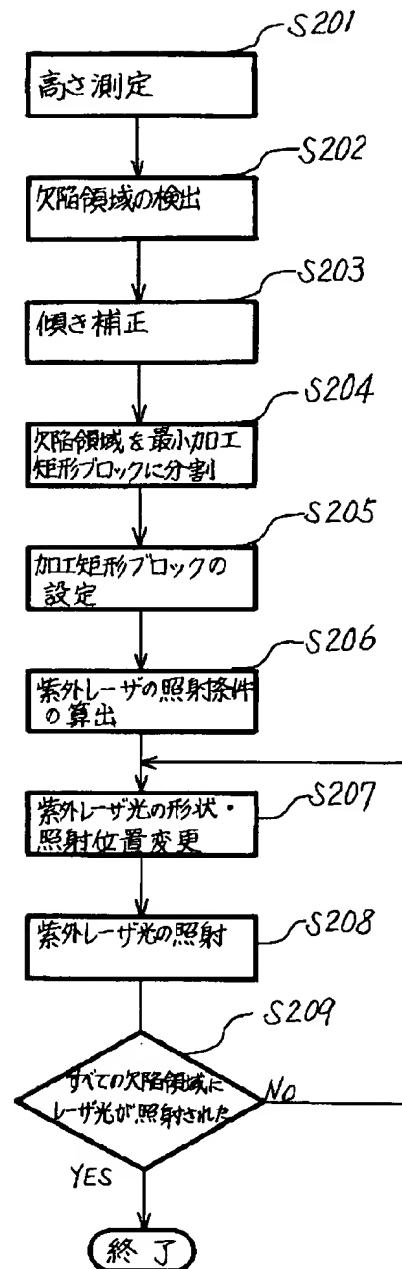 S201
高さ測定
S202
欠陥領域の検出
S203
傾き補正
S204
欠陥領域を最小加工
矩形ブロックに分割
S205
加工矩形ブロックの
設定
S206
紫外レーザの照射条件
の算出
S207
紫外レーザ光の形状・
照射位置変更
S208
紫外レーザ光の照射
S209
すべての欠陥領域に
レーザ光が照射された
No
YES
終了